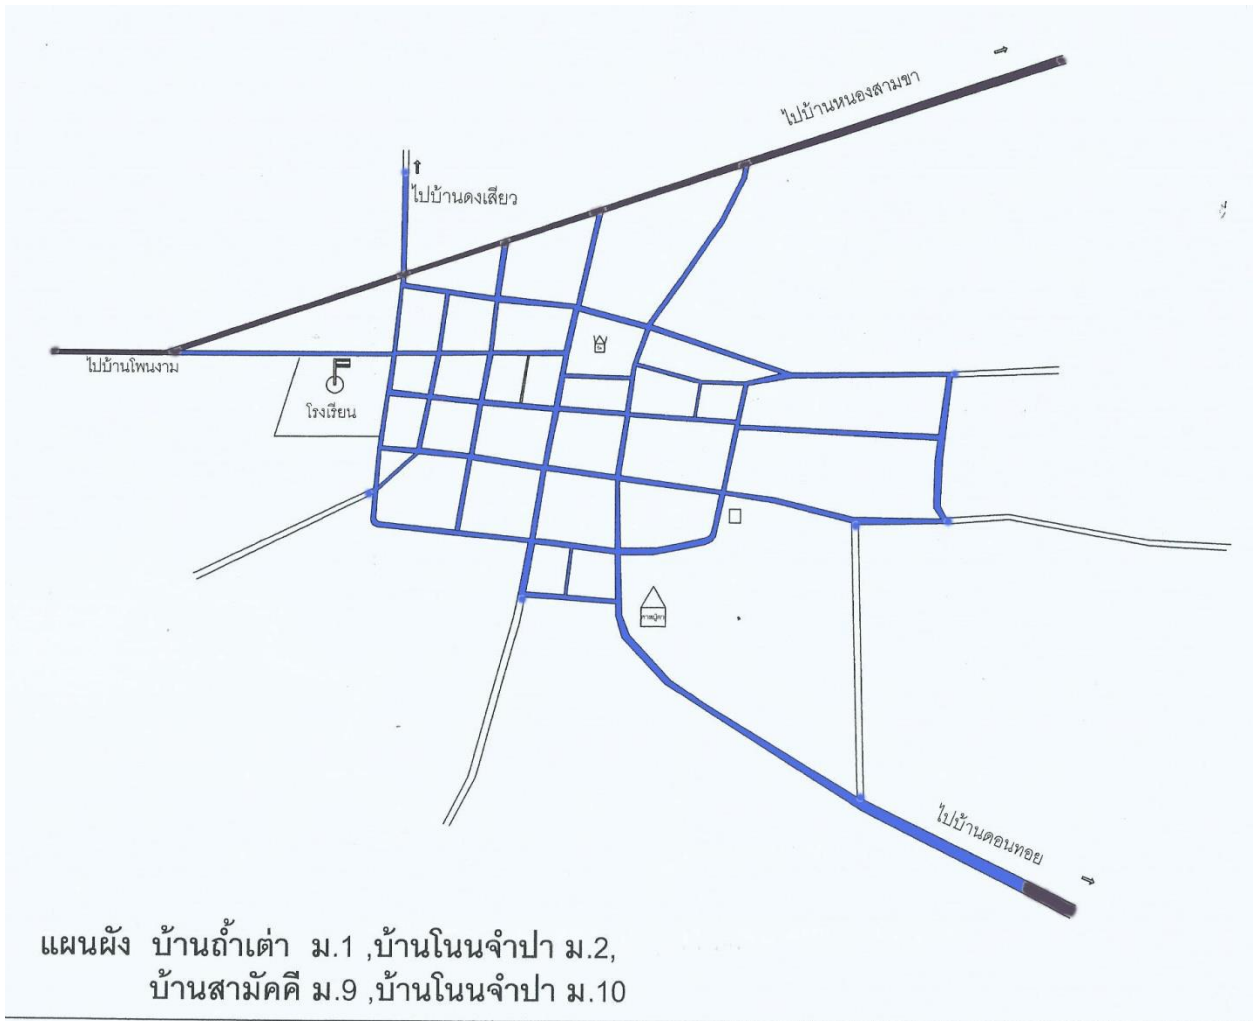 ไปบ้านหนองสามขา
ไปบ้านดงเสียว
ไปบ้านโพนงาม
โรงเรียน
ไปบ้านดอนทอย
แผนผัง บ้านถ้ำเต่า ม.1 ,บ้านโนนจำปา ม.2,
บ้านสามัคคี ม.9 ,บ้านโนนจำปา ม.10